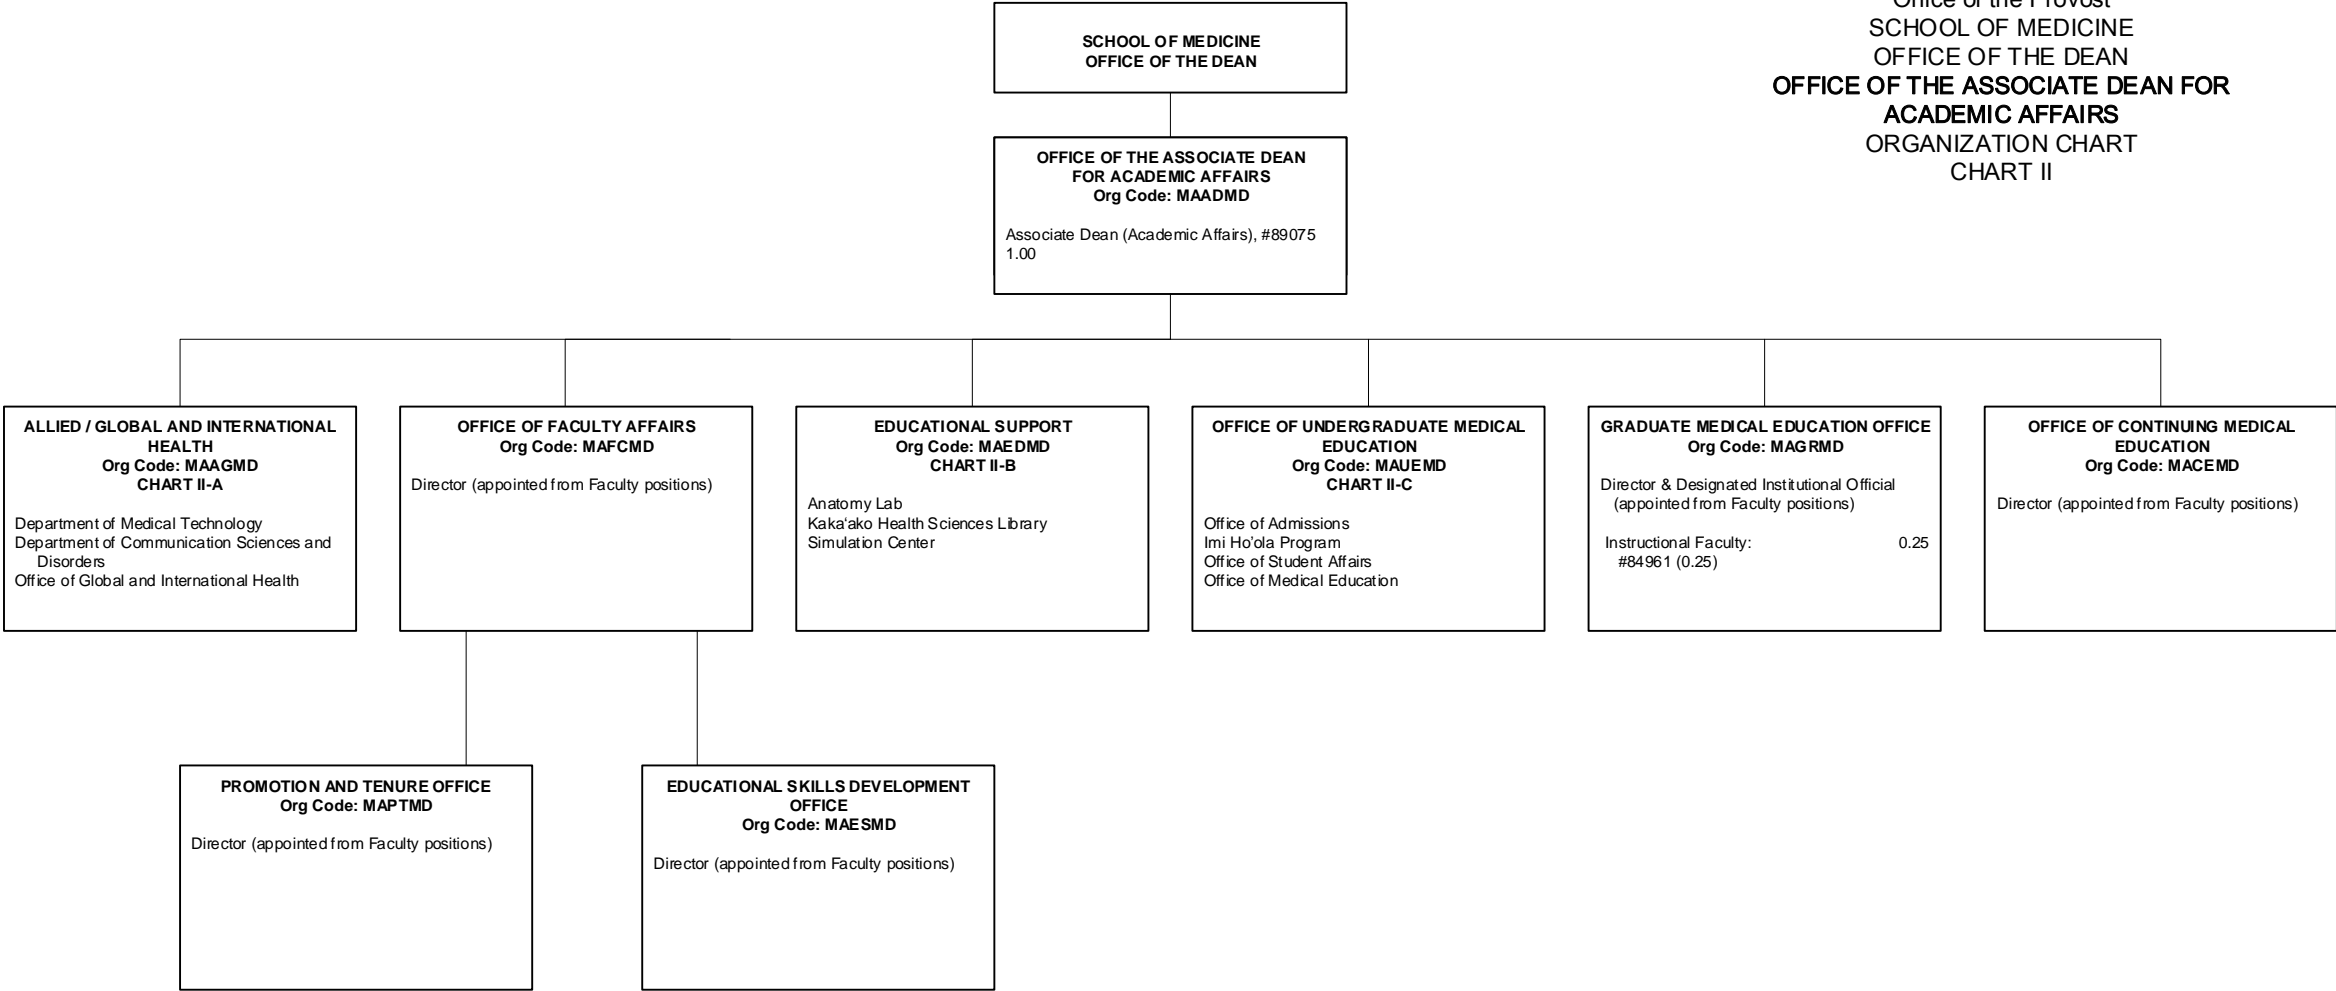 Office of the Provost
SCHOOL OF MEDICINE
OFFICE OF THE DEAN
OFFICE OF THE ASSOCIATE DEAN FOR
ACADEMIC AFFAIRS
ORGANIZATION CHART
CHART II
SCHOOL OF MEDICINE
OFFICE OF THE DEAN
OFFICE OF THE ASSOCIATE DEAN
FOR ACADEMIC AFFAIRS
Org Code: MAADMD
Associate Dean (Academic Affairs), #89075
1.00
ALLIED / GLOBAL AND INTERNATIONAL
HEALTH
Org Code: MAAGMD
CHART II-A
Department of Medical Technology
Department of Communication Sciences and
Disorders
Office of Global and International Health
OFFICE OF FACULTY AFFAIRS
Org Code: MAFCMD
Director (appointed from Faculty positions)
EDUCATIONAL SUPPORT
Org Code: MAEDMD
CHART II-B
Anatomy Lab
Kaka‘ako Health Sciences Library
Simulation Center
OFFICE OF UNDERGRADUATE MEDICAL
EDUCATION
Org Code: MAUEMD
CHART II-C
Office of Admissions
Imi Ho’ola Program
Office of Student Affairs
Office of Medical Education
GRADUATE MEDICAL EDUCATION OFFICE
Org Code: MAGRMD
Director & Designated Institutional Official
(appointed from Faculty positions)
Instructional Faculty: 0.25
#84961 (0.25)
OFFICE OF CONTINUING MEDICAL
EDUCATION
Org Code: MACEMD
Director (appointed from Faculty positions)
PROMOTION AND TENURE OFFICE
Org Code: MAPTMD
Director (appointed from Faculty positions)
EDUCATIONAL SKILLS DEVELOPMENT
OFFICE
Org Code: MAESMD
Director (appointed from Faculty positions)